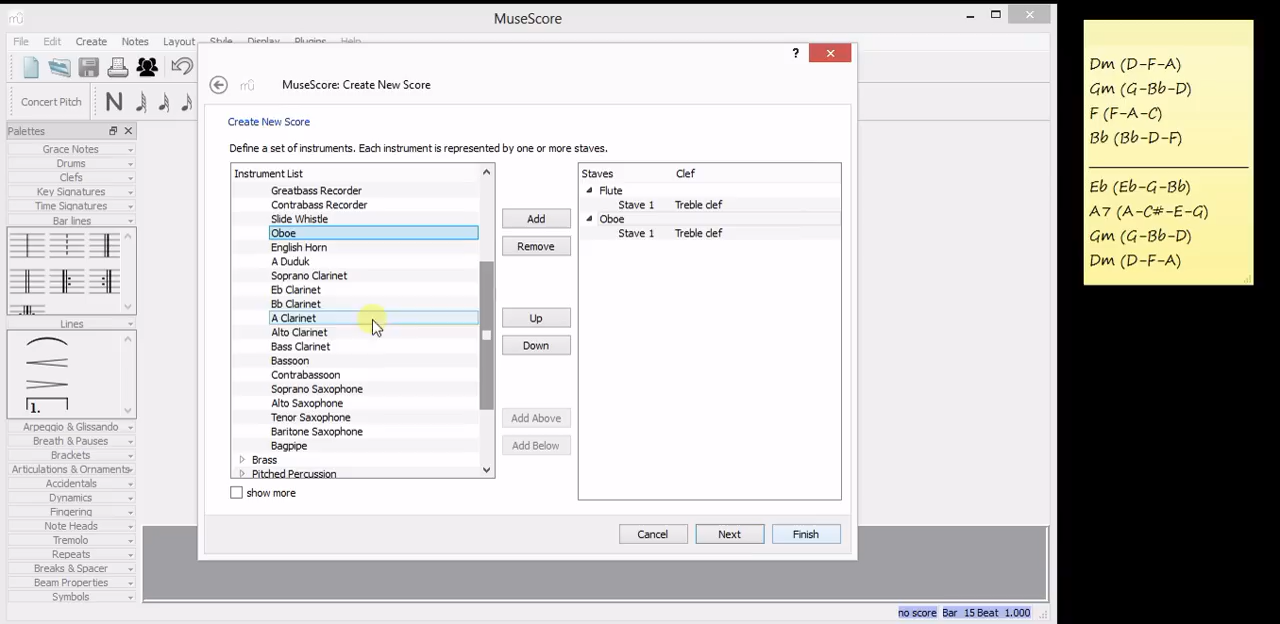 MuseScore
File Edit Create Notes Layout Style Display Plugins Help
Concert Pitch
Palettes
Grace Notes
Drums
Clefs
Key Signatures
Time Signatures
Bar lines
Lines
1.
Arpeggio & Glissando
Breath & Pauses
Brackets
Articulations & Ornaments
Accidentals
Dynamics
Fingering
Note Heads
Tremolo
Repeats
Breaks & Spacer
Beam Properties
Symbols
?
MuseScore: Create New Score
Create New Score
Define a set of instruments. Each instrument is represented by one or more staves.
Instrument List
Greatbass Recorder
Contrabass Recorder
Slide Whistle
Oboe
English Horn
A Duduk
Soprano Clarinet
Eb Clarinet
Bb Clarinet
A Clarinet
Alto Clarinet
Bass Clarinet
Bassoon
Contrabassoon
Soprano Saxophone
Alto Saxophone
Tenor Saxophone
Baritone Saxophone
Bagpipe
Brass
Pitched Percussion
show more
Add
Remove
Up
Down
Add Above
Add Below
Staves Clef
Flute
Stave 1 Treble clef
Oboe
Stave 1 Treble clef
Cancel Next Finish
no score Bar 15 Beat 1.000
Dm (D-F-A)
Gm (G-Bb-D)
F (F-A-C)
Bb (Bb-D-F)
Eb (Eb-G-Bb)
A7 (A-C#-E-G)
Gm (G-Bb-D)
Dm (D-F-A)